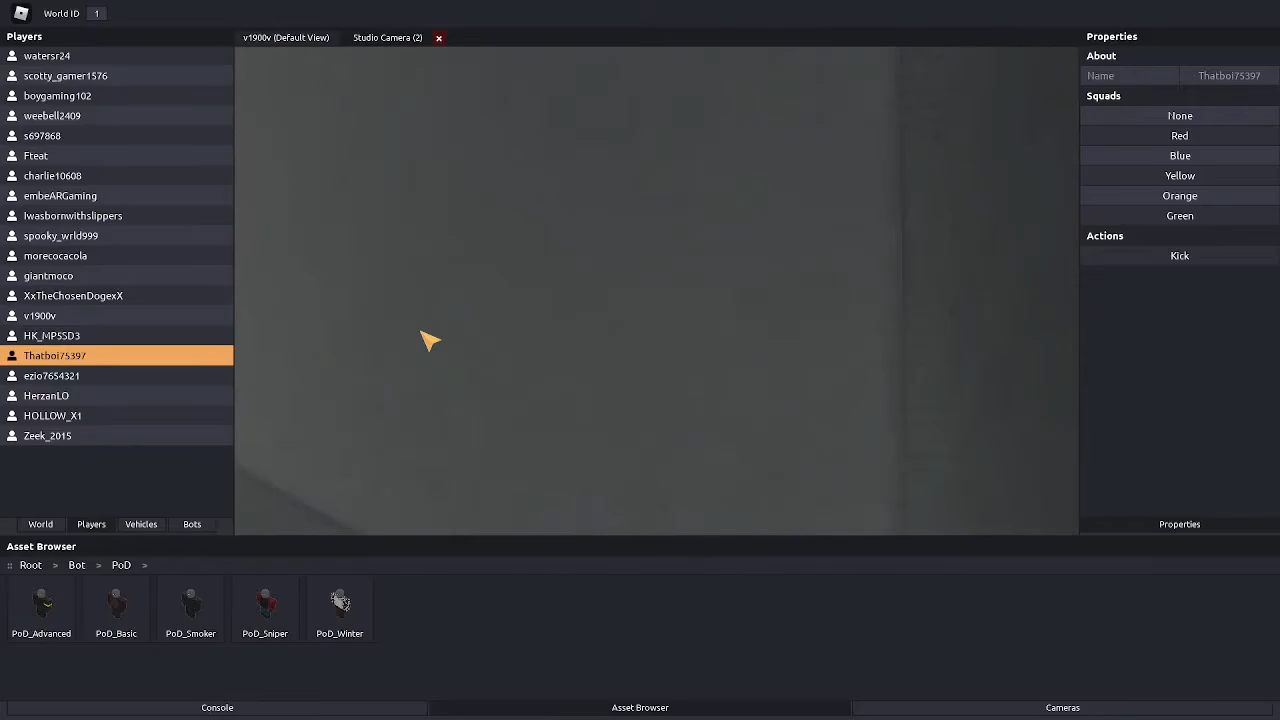 World ID 1
Players
v1900v (Default View) Studio Camera (2) x
Properties
watersr24
scotty_gamer1576
boygaming102
weebell2409
s697868
Fteat
charlie10608
embeARGaming
Iwasbornwithslippers
spooky_wrld999
morecocacola
giantmoco
XxTheChosenDogexX
v1900v
HK_MP5SD3
Thatboi75397
ezio7654321
HerzanLO
HOLLOW_X1
Zeek_2015
About
Name Thatboi75397
Squads
None
Red
Blue
Yellow
Orange
Green
Actions
Kick
World Players Vehicles Bots
Properties
Asset Browser
:: Root > Bot > PoD >
PoD_Advanced PoD_Basic PoD_Smoker PoD_Sniper PoD_Winter
Console Asset Browser Cameras